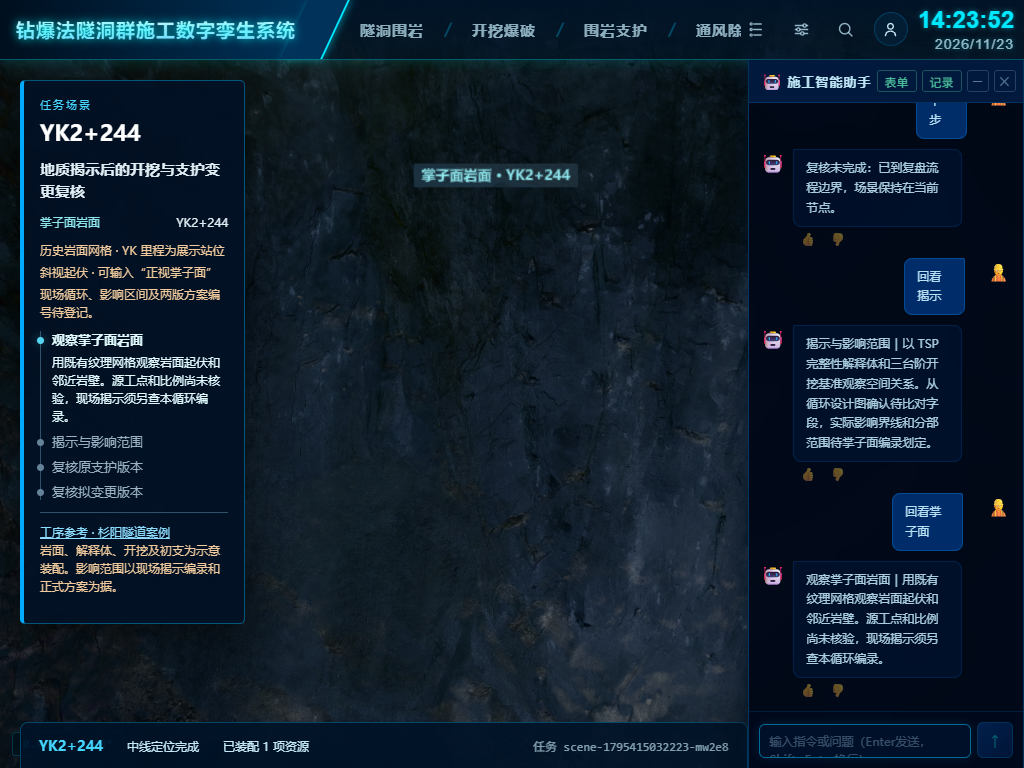 钻爆法隧洞群施工数字孪生系统
隧洞围岩 / 开挖爆破 / 围岩支护 / 通风除
14:23:52
2026/11/23
任务场景
YK2+244
地质揭示后的开挖与支护变
更复核
掌子面岩面 YK2+244
历史岩面网格 · YK 里程为展示站位
斜视起伏 · 可输入“正视掌子面”
现场循环、影响区间及两版方案编
号待登记。
观察掌子面岩面
用既有纹理网格观察岩面起伏和
邻近岩壁。源工点和比例尚未核
验，现场揭示须另查本循环编
录。
揭示与影响范围
复核原支护版本
复核拟变更版本
工序参考 · 杉阳隧道案例
岩面、解释体、开挖及初支为示意
装配。影响范围以现场揭示编录和
正式方案为据。
掌子面岩面 · YK2+244
施工智能助手 表单 记录
步
复核未完成：已到复盘流
程边界，场景保持在当前
节点。
回看
揭示
揭示与影响范围 | 以 TSP
完整性解释体和三台阶开
挖基准观察空间关系。从
循环设计图确认待比对字
段，实际影响界线和分部
范围待掌子面编录划定。
回看掌
子面
观察掌子面岩面 | 用既有
纹理网格观察岩面起伏和
邻近岩壁。源工点和比例
尚未核验，现场揭示须另
查本循环编录。
输入指令或问题（Enter发送，
YK2+244 中线定位完成 已装配 1 项资源 任务 scene-1795415032223-mw2e8